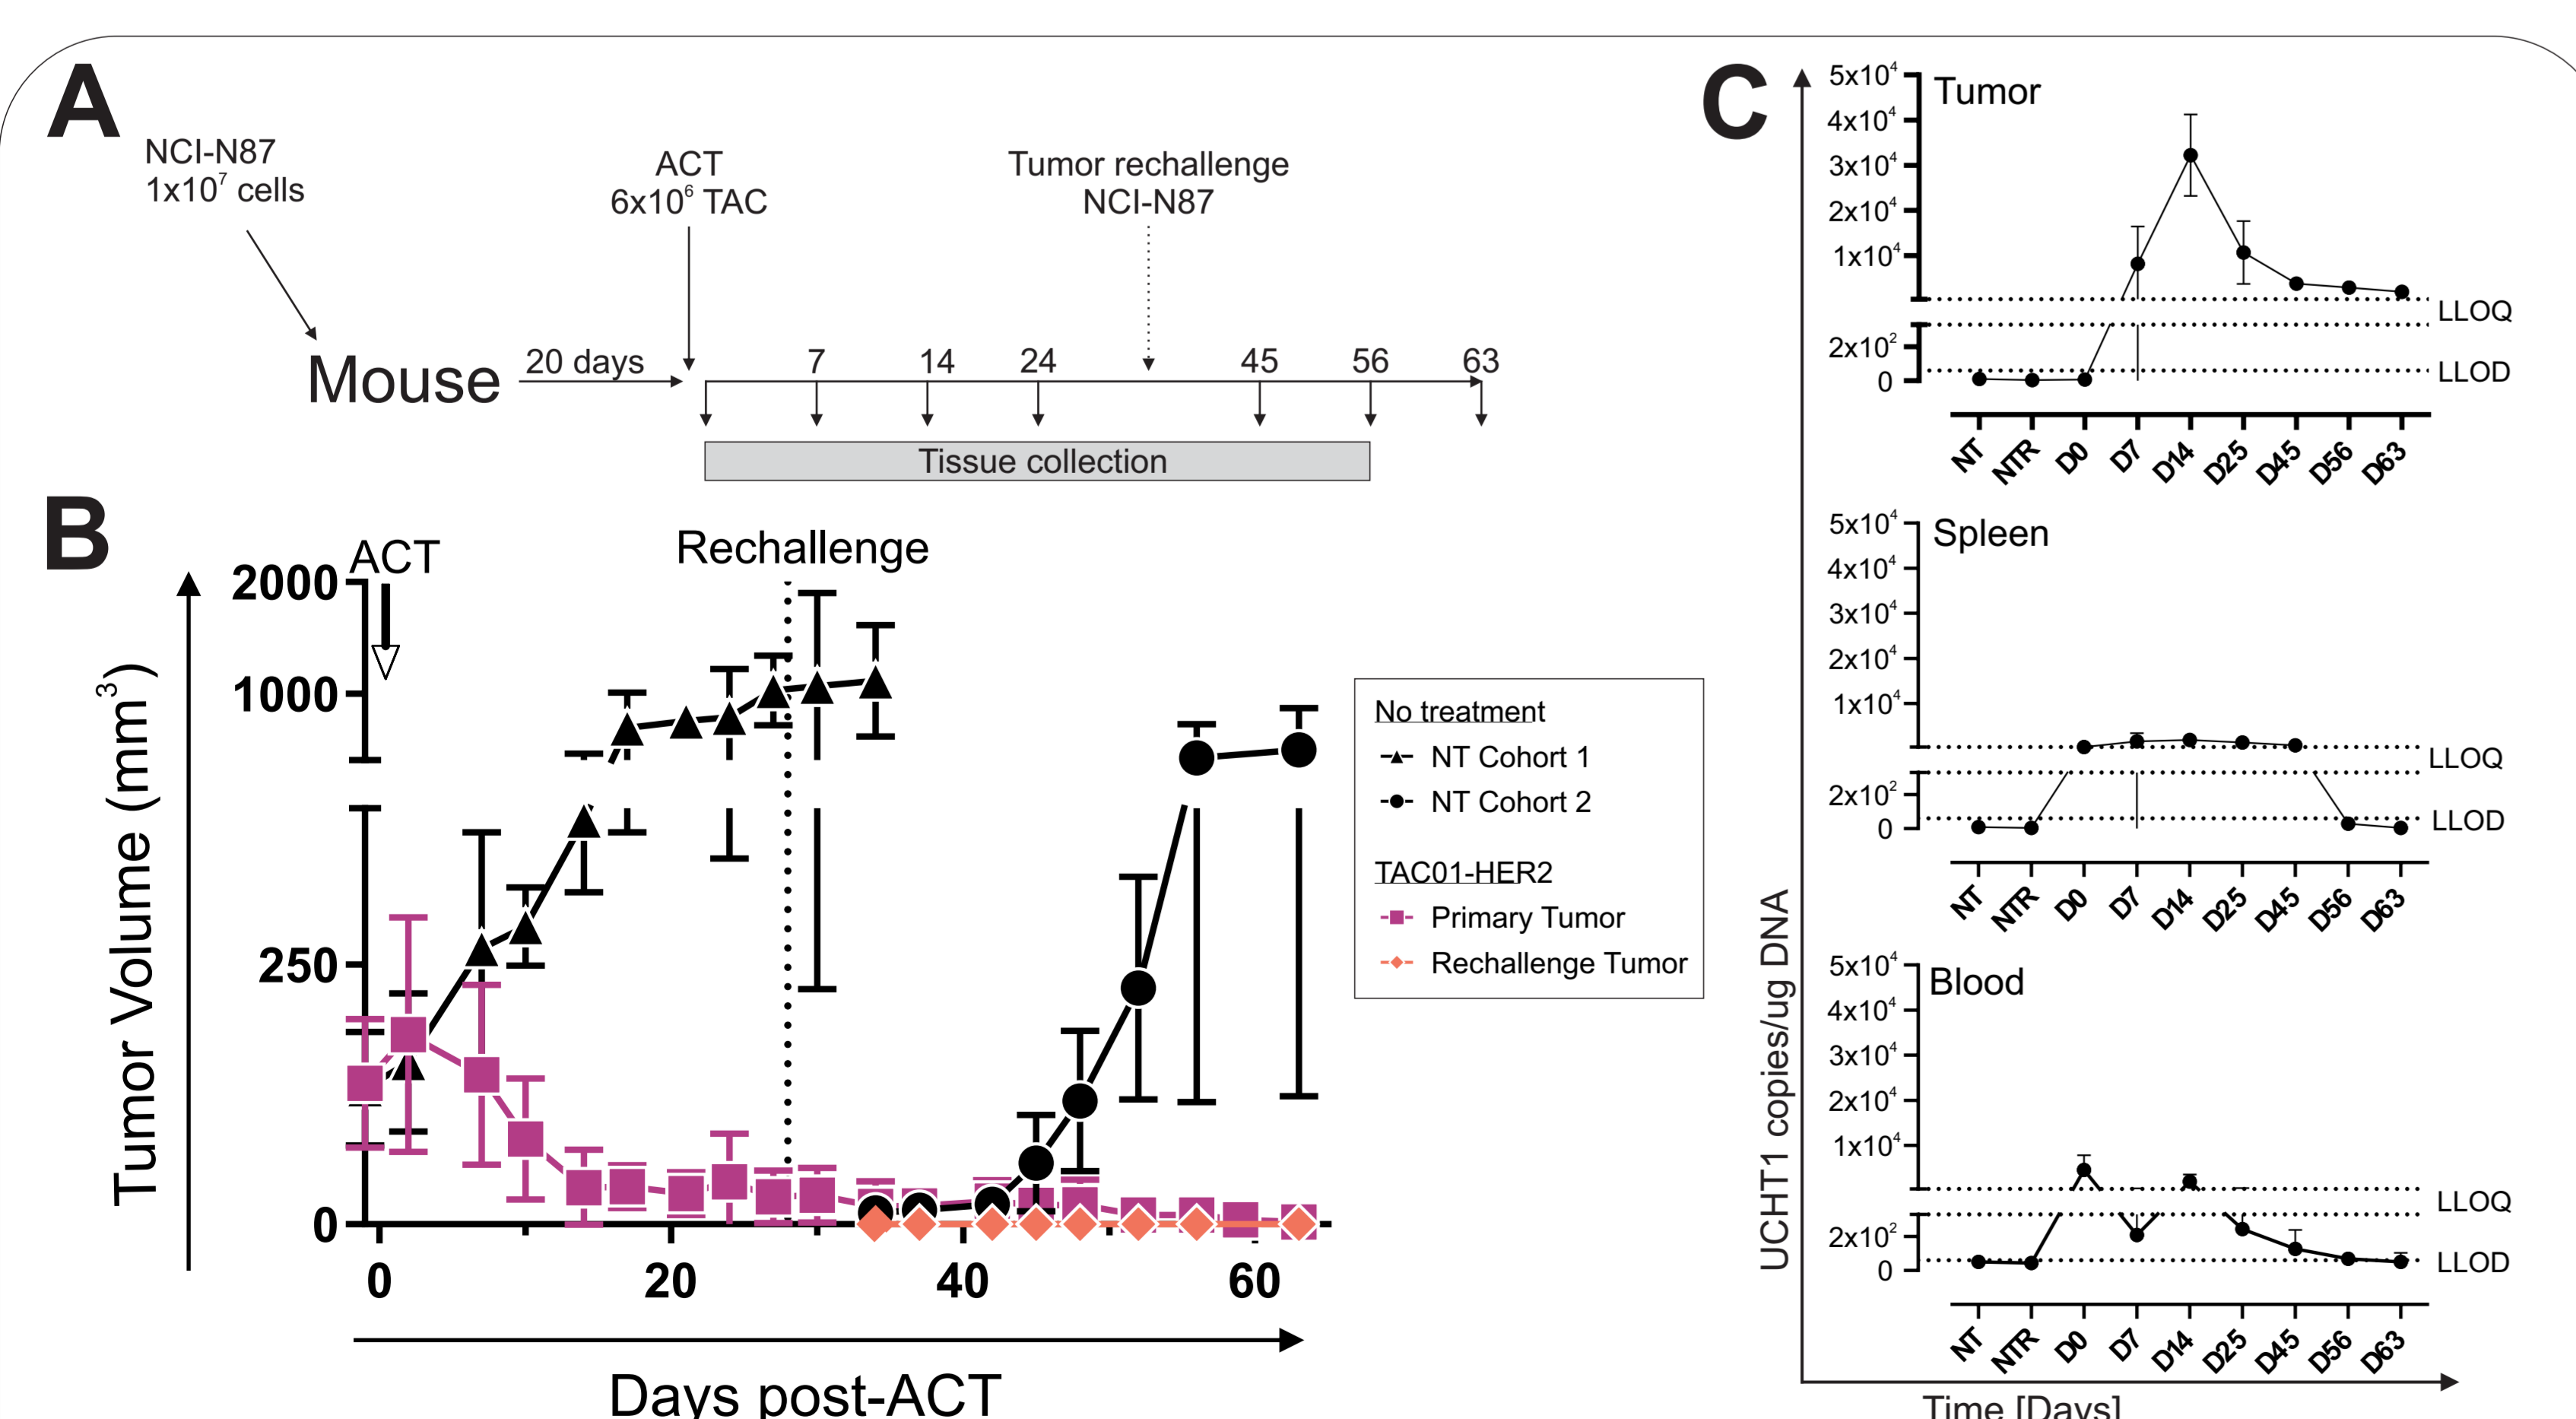 A
NCI-N87
1x10⁷ cells
ACT
6x10⁶ TAC
Tumor rechallenge
NCI-N87
Mouse
20 days
7
14
24
45
56
63
Tissue collection
B
ACT
Rechallenge
Tumor Volume (mm³)
2000
1000
250
0
0
20
40
60
Days post-ACT
No treatment
NT Cohort 1
NT Cohort 2
TAC01-HER2
Primary Tumor
Rechallenge Tumor
C
UCHT1 copies/ug DNA
Tumor
5x10⁴
4x10⁴
3x10⁴
2x10⁴
1x10⁴
LLOQ
2x10²
LLOD
0
NT
NTR
D0
D7
D14
D25
D45
D56
D63
Spleen
5x10⁴
4x10⁴
3x10⁴
2x10⁴
1x10⁴
LLOQ
2x10²
LLOD
0
NT
NTR
D0
D7
D14
D25
D45
D56
D63
Blood
5x10⁴
4x10⁴
3x10⁴
2x10⁴
1x10⁴
LLOQ
2x10²
LLOD
0
NT
NTR
D0
D7
D14
D25
D45
D56
D63
Time [Days]